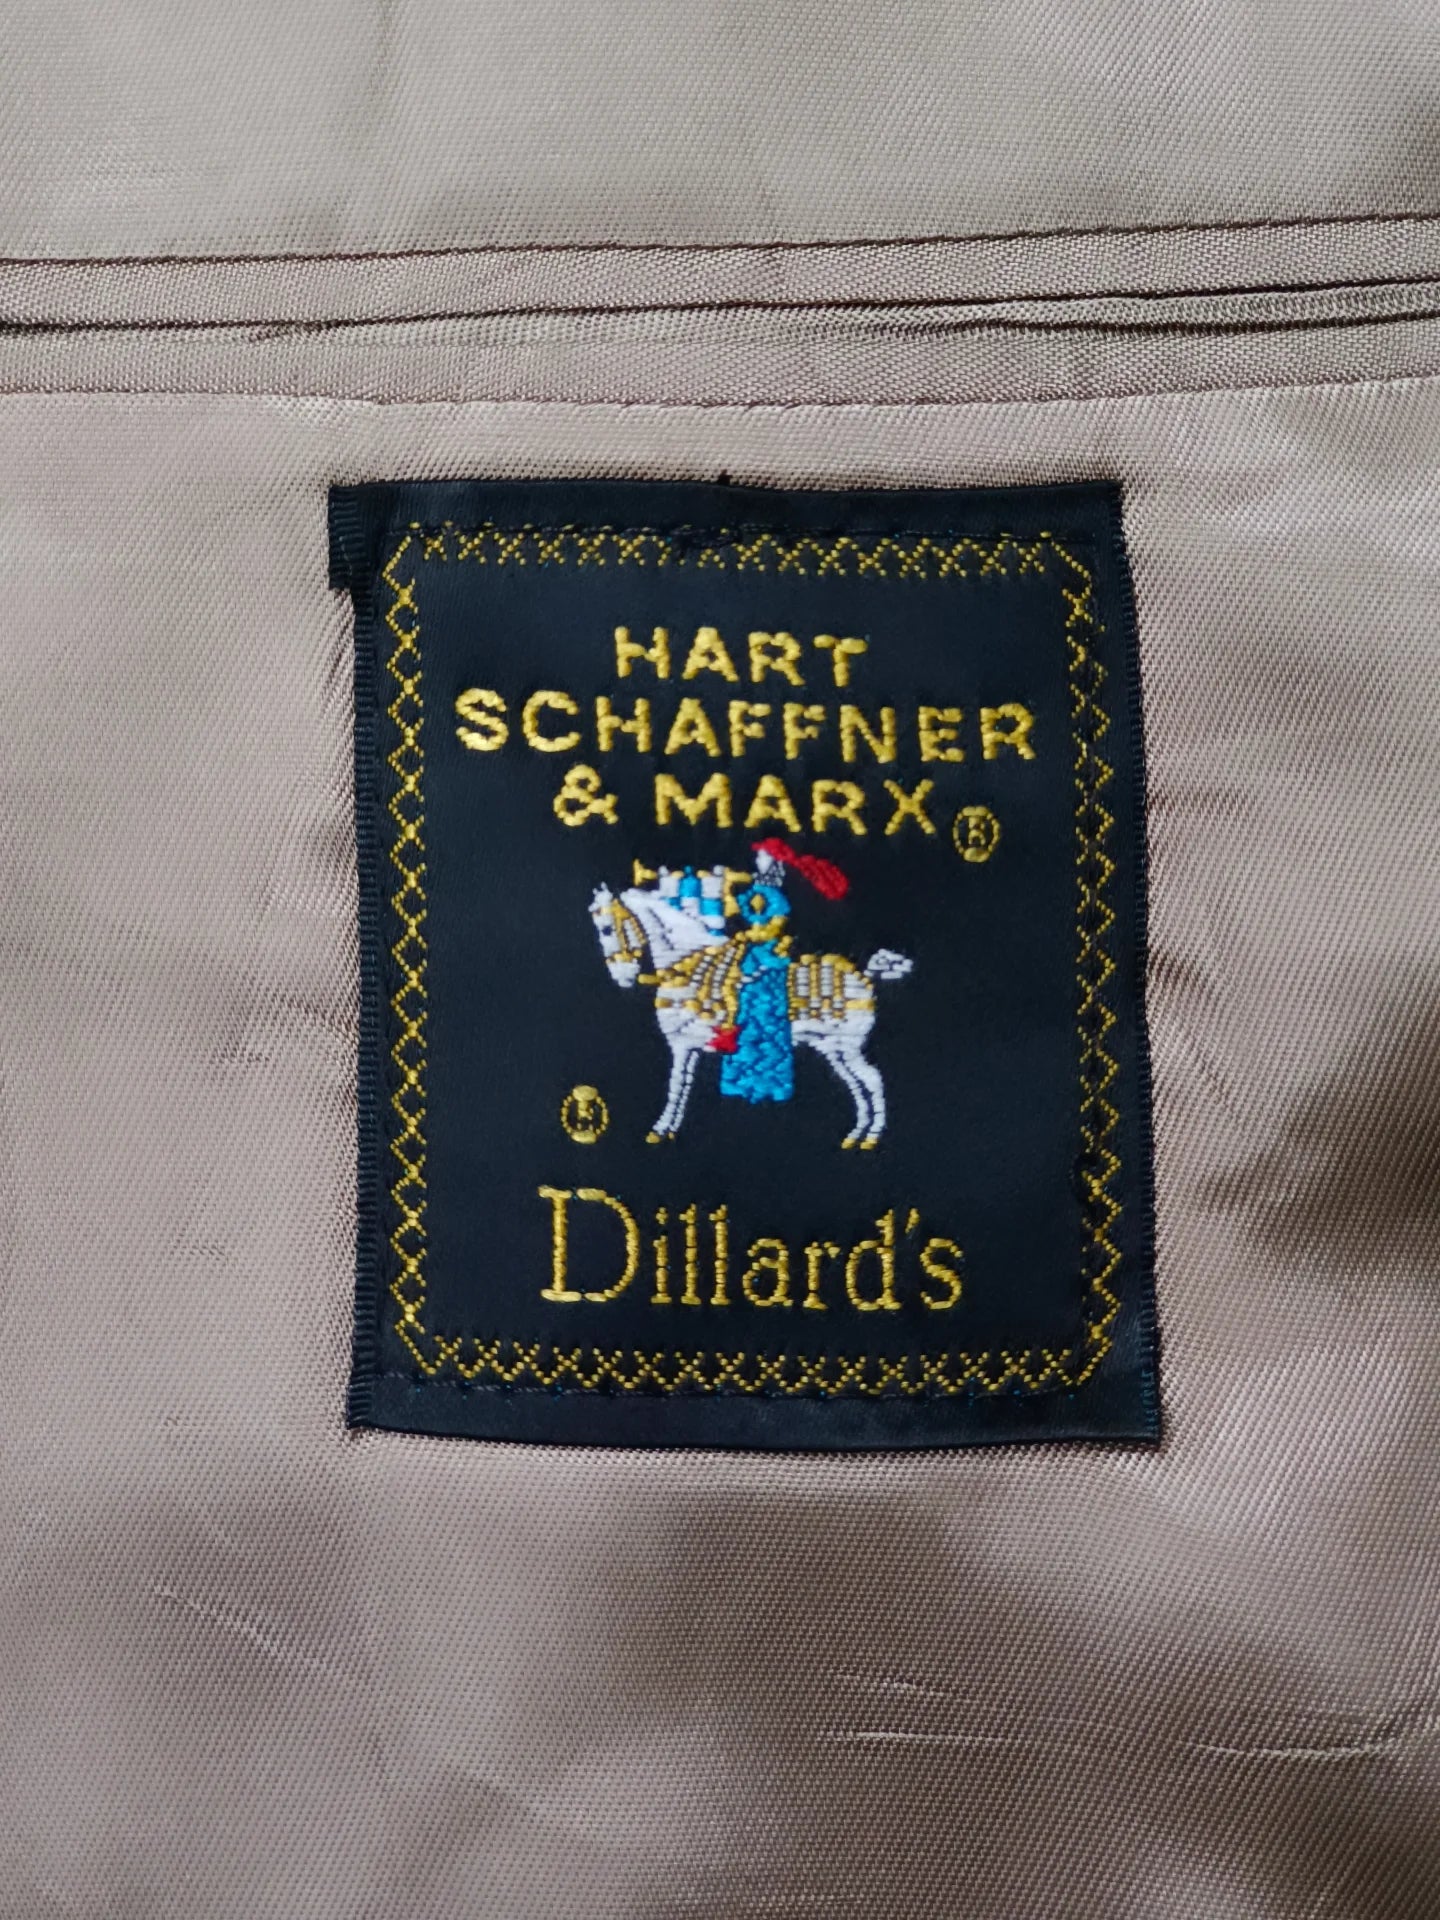 HART
SCHAFFNER
& MARX®
®
Dillard's